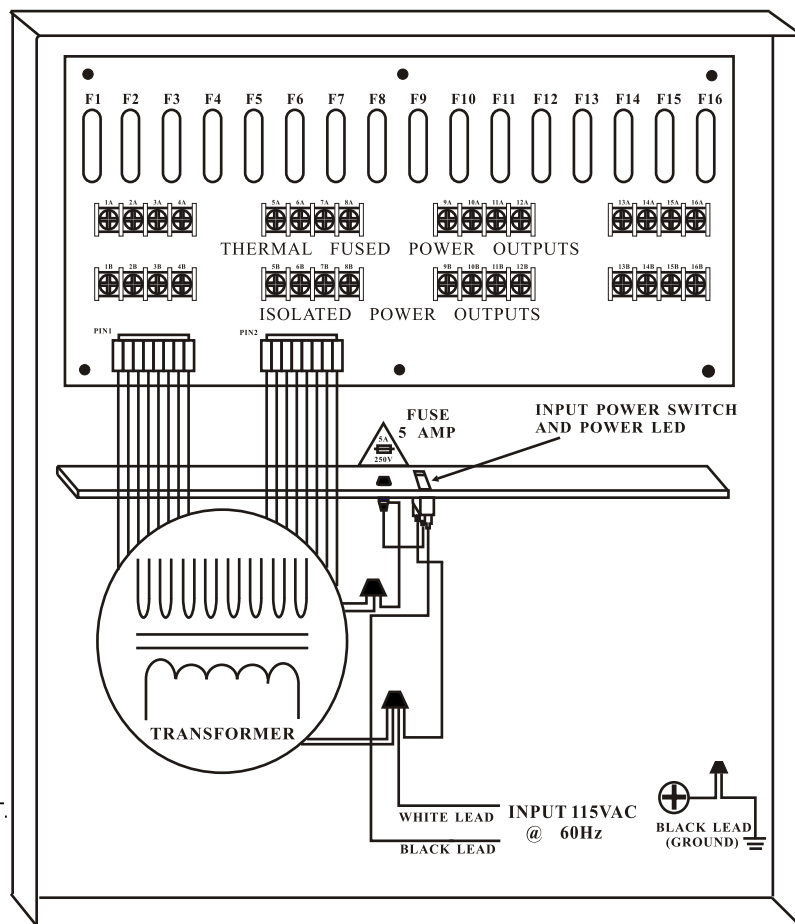 F1 F2 F3 F4 F5 F6 F7 F8 F9 F10 F11 F12 F13 F14 F15 F16
1A 2A 3A 4A 5A 6A 7A 8A 9A 10A 11A 12A 13A 14A 15A 16A
THERMAL FUSED POWER OUTPUTS
1B 2B 3B 4B 5B 6B 7B 8B 9B 10B 11B 12B 13B 14B 15B 16B
ISOLATED POWER OUTPUTS
PIN1 PIN2
FUSE
5 AMP
5A
250V
INPUT POWER SWITCH
AND POWER LED
TRANSFORMER
WHITE LEAD
BLACK LEAD
INPUT 115VAC
@ 60Hz
BLACK LEAD
(GROUND)